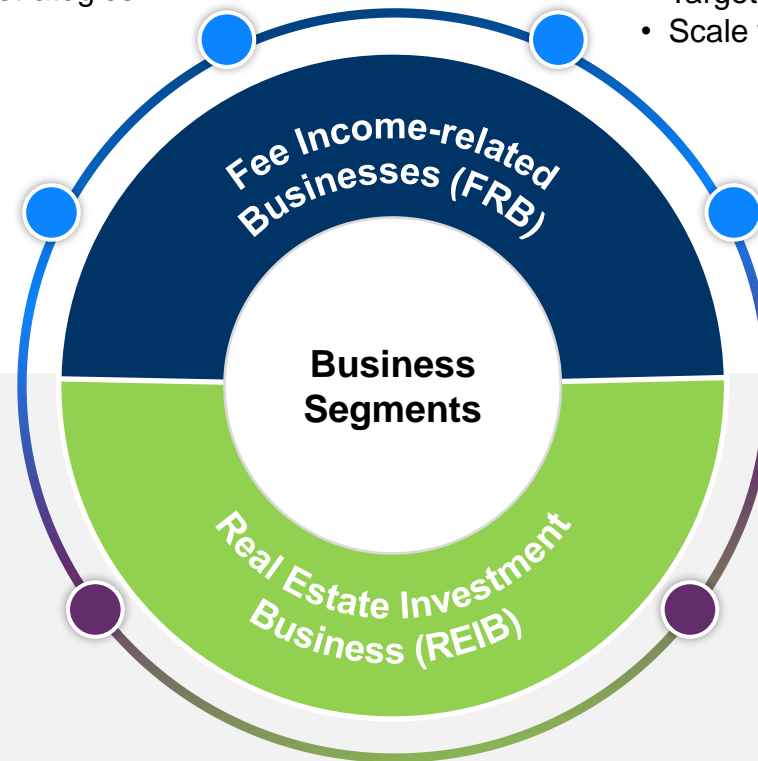 • Scale
Fee Income-related
Businesses (FRB)
Business
Segments
Real Estate Investment
Business (REIB)